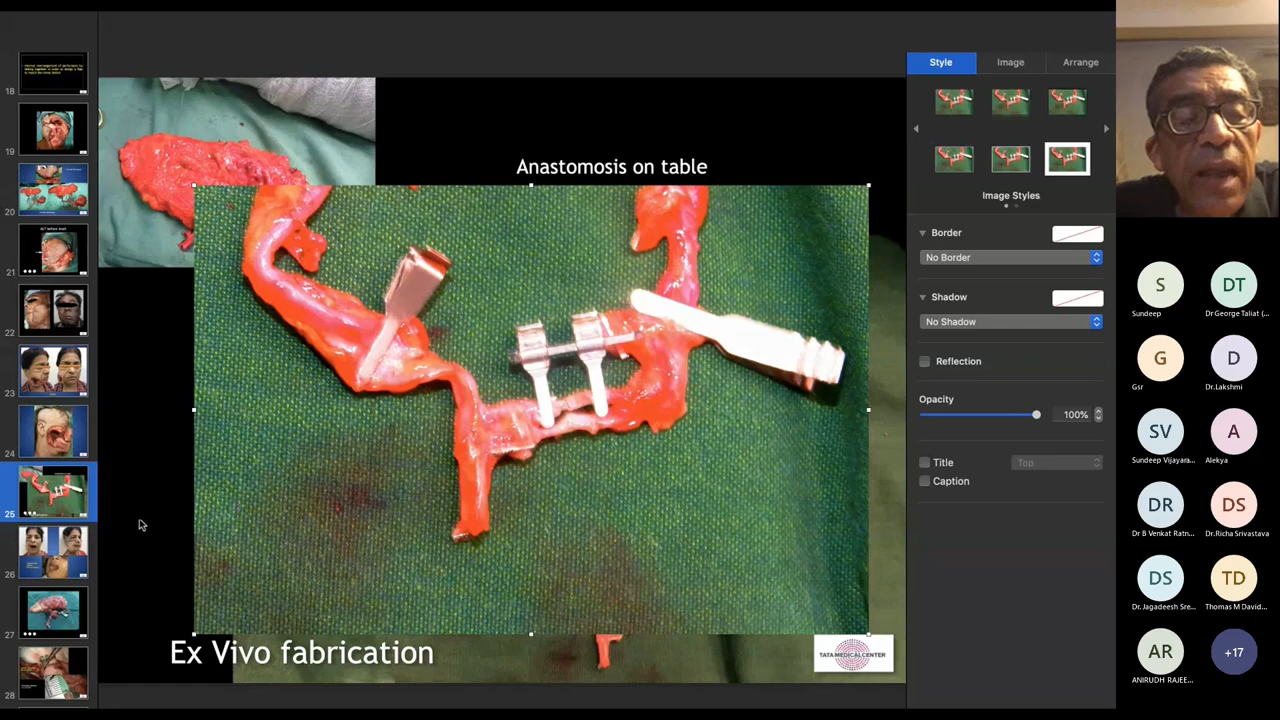 18
19
20
ALT before inset
21
22
23
24
25
26
27
28
Anastomosis on table
Ex Vivo fabrication
TATA MEDICAL CENTER
Style
Image
Arrange
Image Styles
Border
No Border
Shadow
No Shadow
Reflection
Opacity
100%
Title
Top
Caption
S
Sundeep
DT
Dr George Taliat (...
G
Gsr
D
Dr.Lakshmi
SV
Sundeep Vijayara...
A
Alekya
DR
Dr B Venkat Ratn...
DS
Dr.Richa Srivastava
DS
Dr. Jagadeesh Sre...
TD
Thomas M David...
AR
ANIRUDH RAJEE...
+17